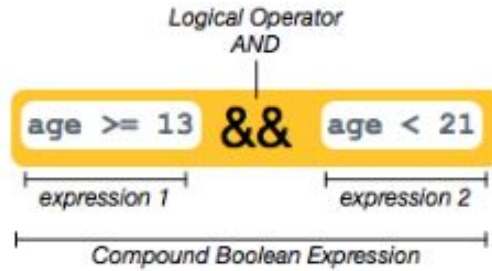 Logical Operator
AND
age >= 13 && age < 21
expression 1 expression 2
Compound Boolean Expression